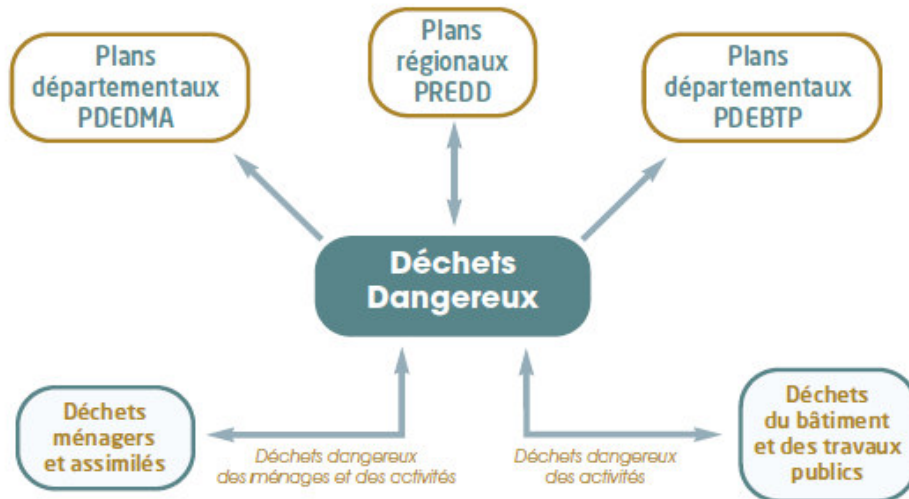 Plans
départementaux
PDEDMA
Plans
régionaux
PREDD
Plans
départementaux
PDEBTP
Déchets
Dangereux
Déchets
ménagers
et assimilés
Déchets dangereux
des ménages et des activités
Déchets dangereux
des activités
Déchets
du bâtiment
et des travaux
publics